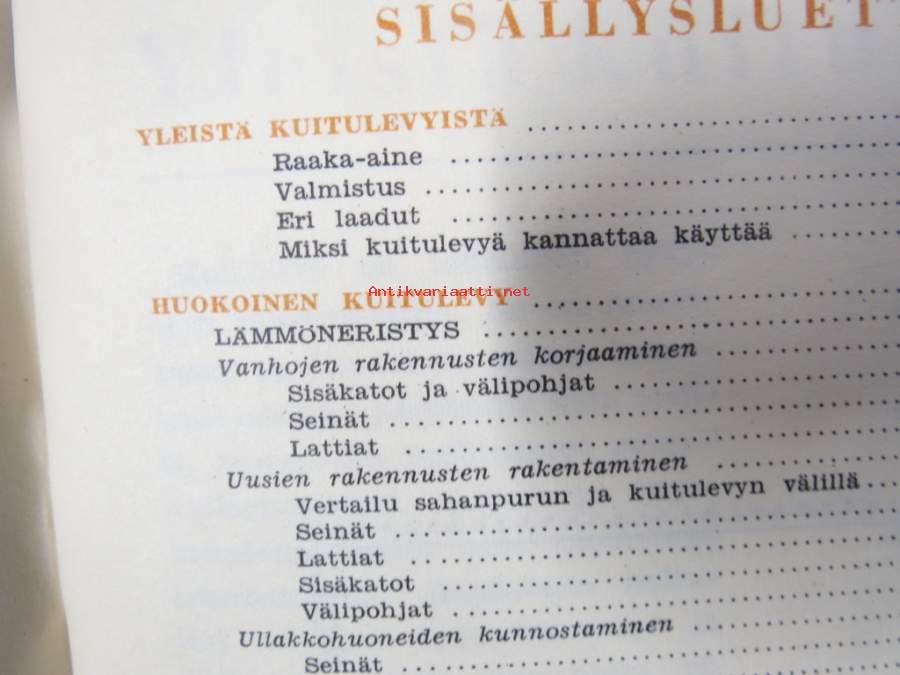 SISÄLLYSLUET
YLEISTÄ KUITULEVYISTÄ
Raaka-aine
Valmistus
Eri laadut
Miksi kuitulevyä kannattaa käyttää
Antikvariaatti.net
HUOKOINEN KUITULEVY
LÄMMÖNERISTYS
Vanhojen rakennusten korjaaminen
Sisäkatot ja välipohjat
Seinät
Lattiat
Uusien rakennusten rakentaminen
Vertailu sahanpurun ja kuitulevyn välillä
Seinät
Lattiat
Sisäkatot
Välipohjat
Ullakkohuoneiden kunnostaminen
Seinät